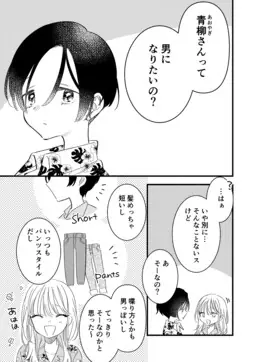 青柳さんって
あおやぎ
男に
なりたいの？
…はぁ
いや別に…
そんなことないっス
けど
あ
そーなの？
髪めっちゃ
短いし
Short
いっつも
パンツスタイル
だし
Pants
喋り方とかも
男っぽいし
てっきり
そーなのかと
思ったら
あはは